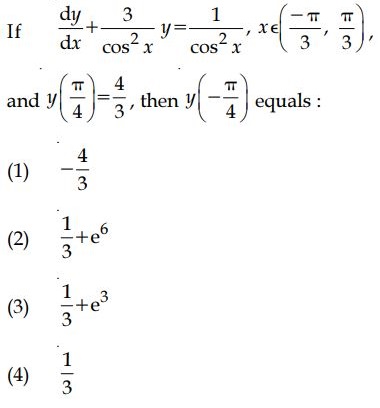 If dy/dx + 3/cos² x y = 1/cos² x , xϵ(−π/3, π/3),
and y(π/4) = 4/3, then y(−π/4) equals :
(1) −4/3
(2) 1/3 + e⁶
(3) 1/3 + e³
(4) 1/3